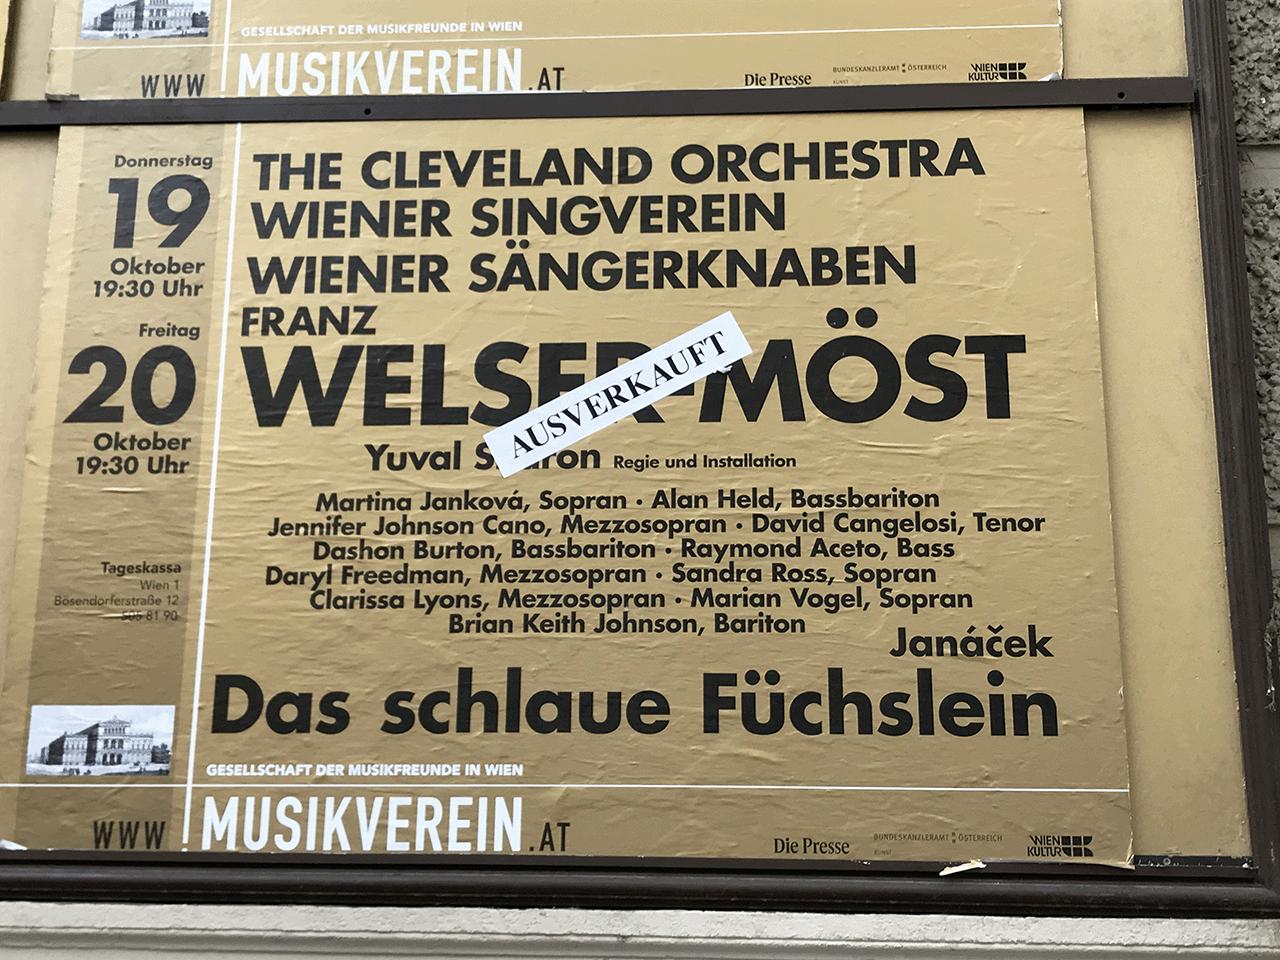 GESELLSCHAFT DER MUSIKFREUNDE IN WIEN
WWW MUSIKVEREIN.AT
Die Presse
BUNDESKANZLERAMT ÖSTERREICH
KUNST
WIEN KULTUR
Donnerstag
19
Oktober
19:30 Uhr
Freitag
20
Oktober
19:30 Uhr
Tageskassa
Wien 1
Bösendorferstraße 12
505 81 90
THE CLEVELAND ORCHESTRA
WIENER SINGVEREIN
WIENER SÄNGERKNABEN
FRANZ
WELSER-MÖST
AUSVERKAUFT
Yuval Sharon Regie und Installation
Martina Janková, Sopran · Alan Held, Bassbariton
Jennifer Johnson Cano, Mezzosopran · David Cangelosi, Tenor
Dashon Burton, Bassbariton · Raymond Aceto, Bass
Daryl Freedman, Mezzosopran · Sandra Ross, Sopran
Clarissa Lyons, Mezzosopran · Marian Vogel, Sopran
Brian Keith Johnson, Bariton
Janáček
Das schlaue Füchslein
GESELLSCHAFT DER MUSIKFREUNDE IN WIEN
WWW MUSIKVEREIN.AT
Die Presse
BUNDESKANZLERAMT ÖSTERREICH
KUNST
WIEN KULTUR